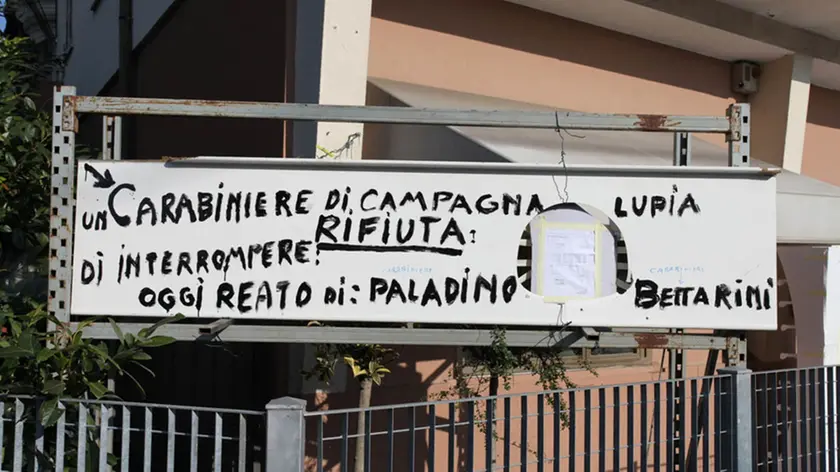 un CARABINIERE DI CAMPAGNA LUPIA
RIFIUTA:
DI INTERROMPERE:
OGGI REATO DI: PALADINO BETTARINI